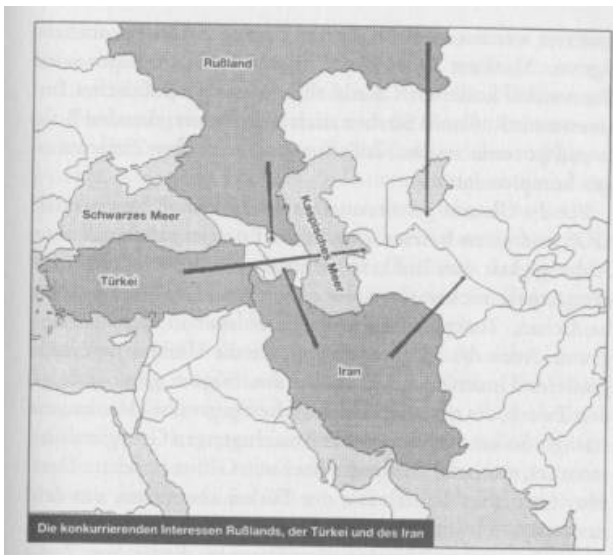 Rußland
Schwarzes Meer
Kaspisches Meer
Türkei
Iran
Die konkurrierenden Interessen Rußlands, der Türkei und des Iran